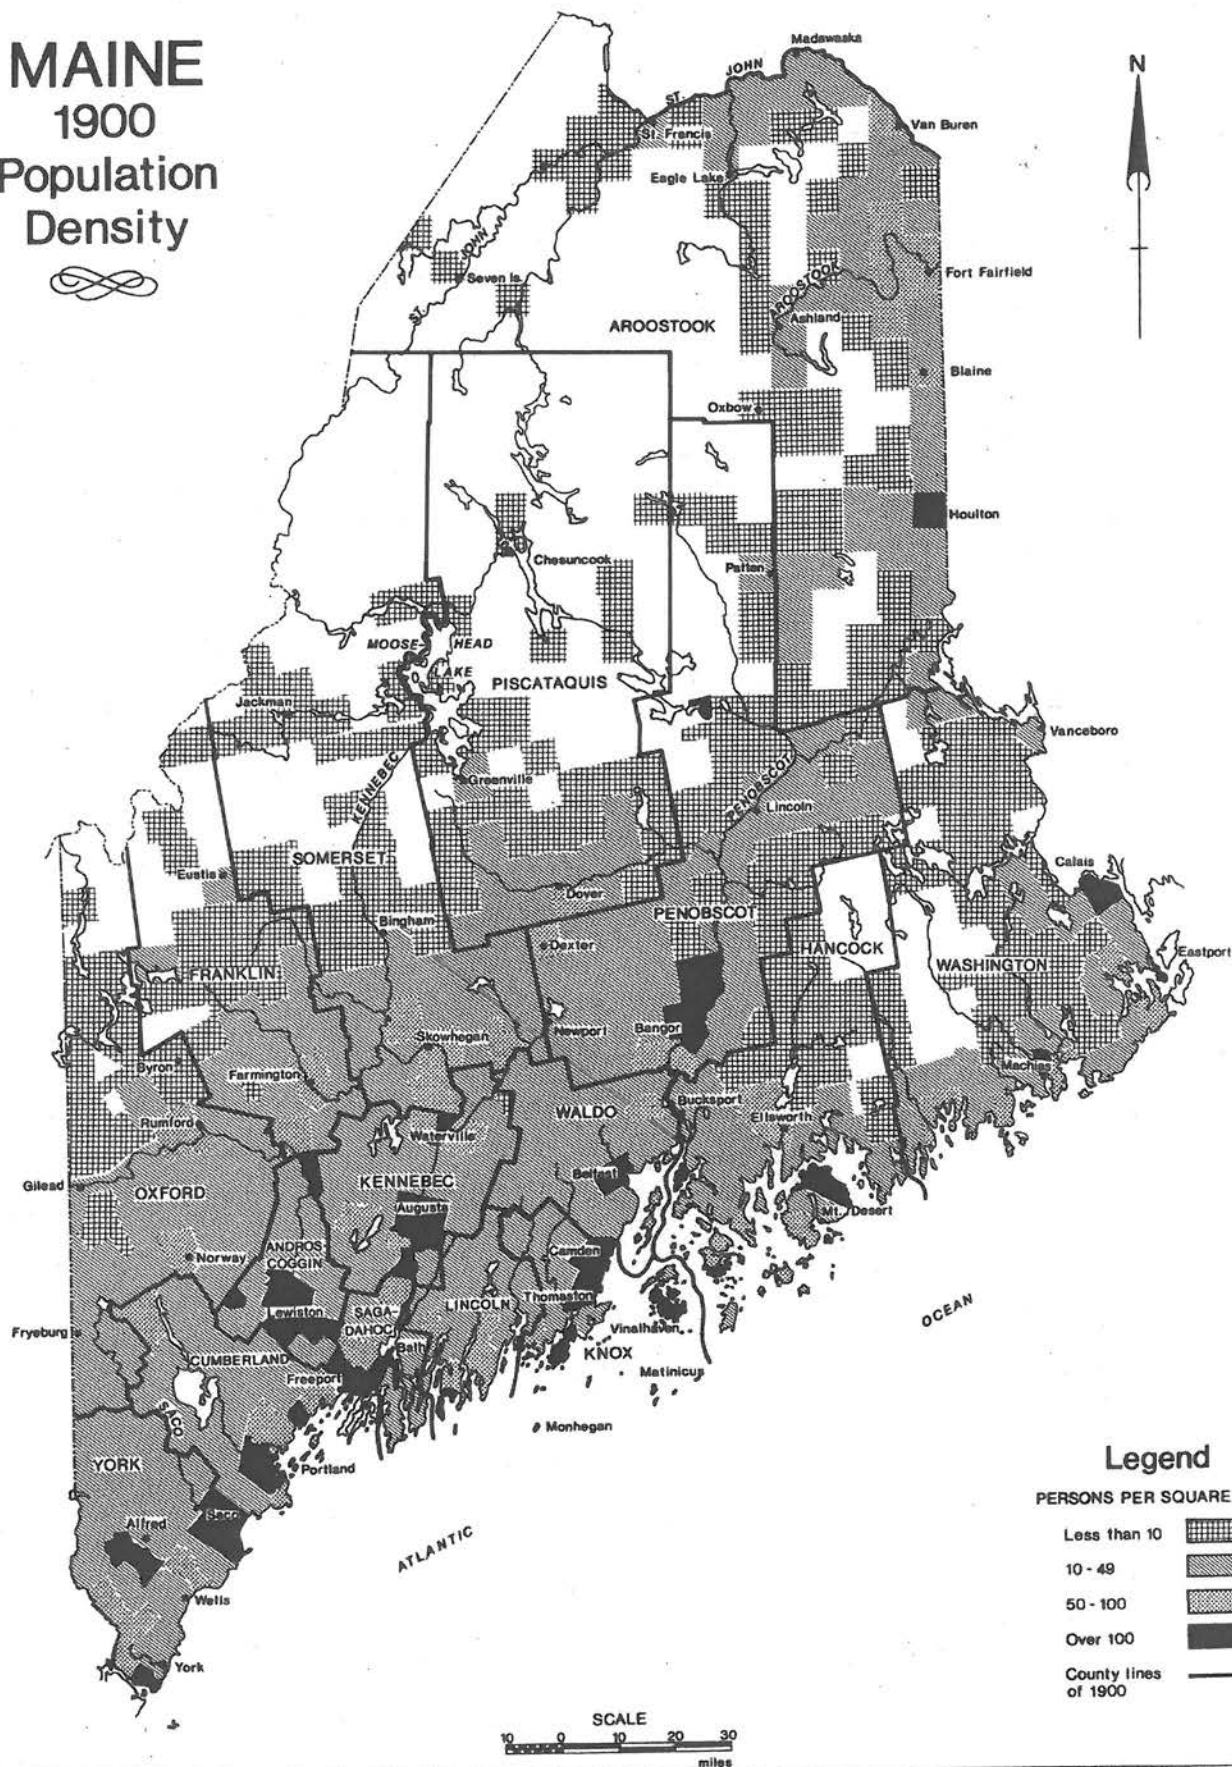 MAINE
1900
Population
Density
N
Madawaska
ST. JOHN
St. Francis
Van Buren
Eagle Lake
ST. JOHN
Seven Is.
Fort Fairfield
AROOSTOOK
Ashland
AROOSTOOK
Blaine
Oxbow
Houlton
Chesuncook
Patten
MOOSE-HEAD
LAKE
PISCATAQUIS
Jackman
Vanceboro
Greenville
KENNEBEC
PENOBSCOT
Lincoln
SOMERSET
Eustis
Calais
Dover
Bingham
PENOBSCOT
Dexter
HANCOCK
Eastport
WASHINGTON
FRANKLIN
Skowhegan
Newport
Bangor
Byron
Farmington
Machias
Bucksport
WALDO
Ellsworth
Rumford
Waterville
Belfast
Gilead
OXFORD
KENNEBEC
Augusta
Mt. Desert
Norway
ANDROS
COGGIN
Camden
Lewiston
SAGA-
DAHOC
LINCOLN
Thomaston
Vinalhaven
Fryeburg
Bath
KNOX
CUMBERLAND
Freeport
Matinicus
OCEAN
SACO
Monhegan
YORK
Portland
Saco
Alfred
ATLANTIC
Wells
York
Legend
PERSONS PER SQUARE
Less than 10
10 - 49
50 - 100
Over 100
County lines
of 1900
SCALE
10 0 10 20 30
miles